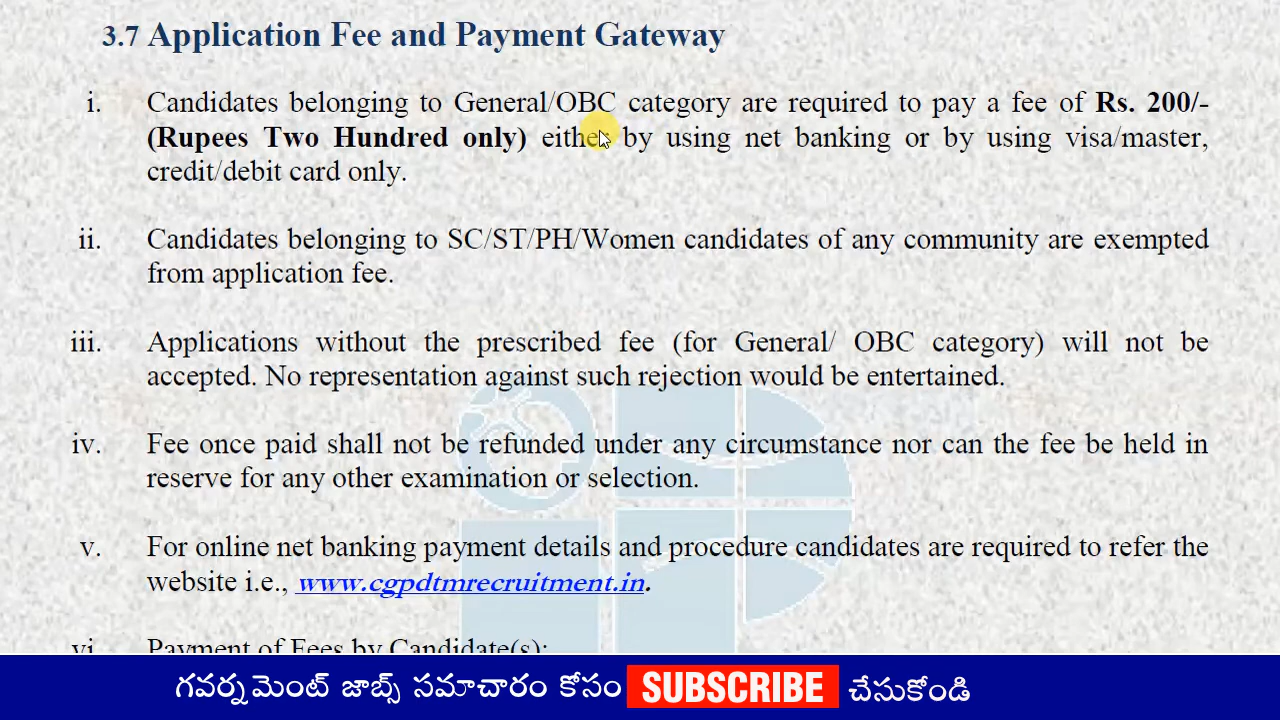 3.7 Application Fee and Payment Gateway
i. Candidates belonging to General/OBC category are required to pay a fee of Rs. 200/-
(Rupees Two Hundred only) either by using net banking or by using visa/master,
credit/debit card only.
ii. Candidates belonging to SC/ST/PH/Women candidates of any community are exempted
from application fee.
iii. Applications without the prescribed fee (for General/ OBC category) will not be
accepted. No representation against such rejection would be entertained.
iv. Fee once paid shall not be refunded under any circumstance nor can the fee be held in
reserve for any other examination or selection.
v. For online net banking payment details and procedure candidates are required to refer the
website i.e., www.cgpdtmrecruitment.in.
vi Payment of Fees by Candidate(s):
గవర్నమెంట్ జాబ్స్ సమాచారం కోసం SUBSCRIBE చేసుకోండి